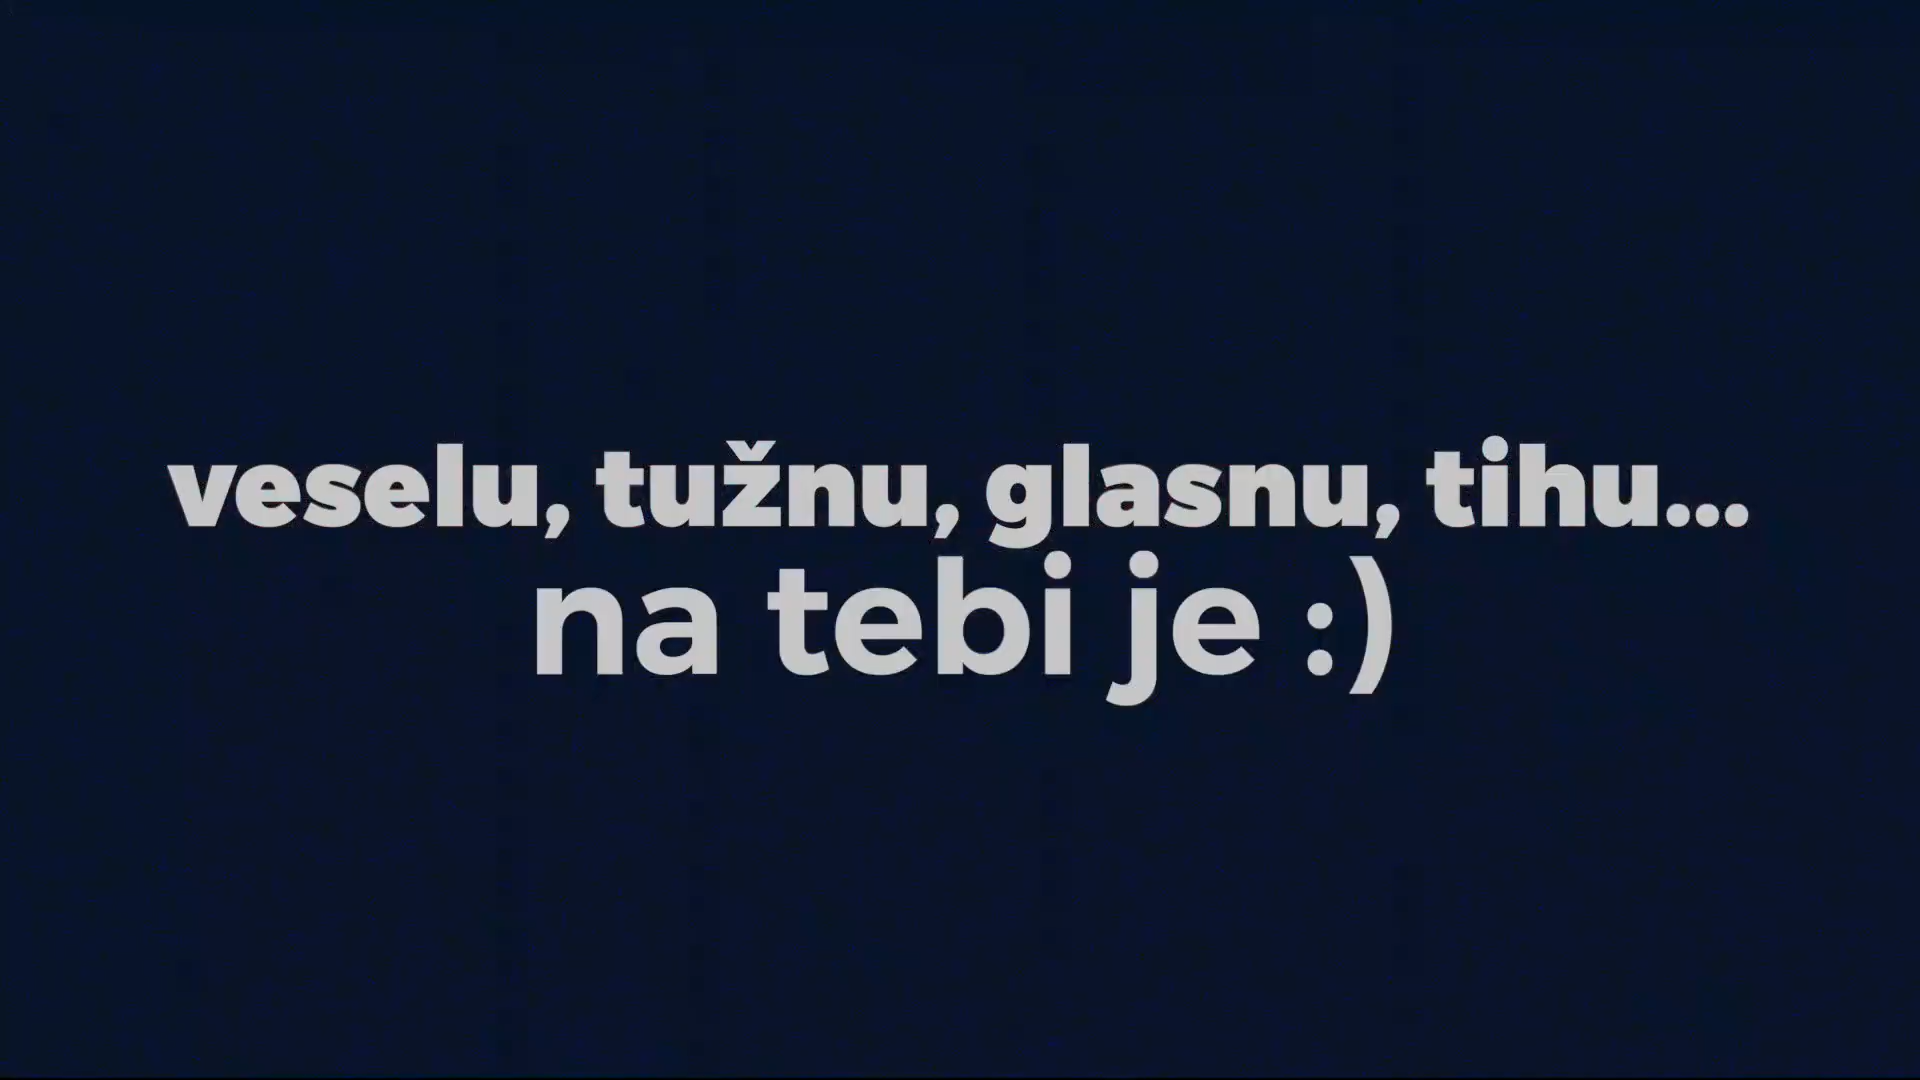 veselu, tužnu, glasnu, tihu...
na tebi je :)